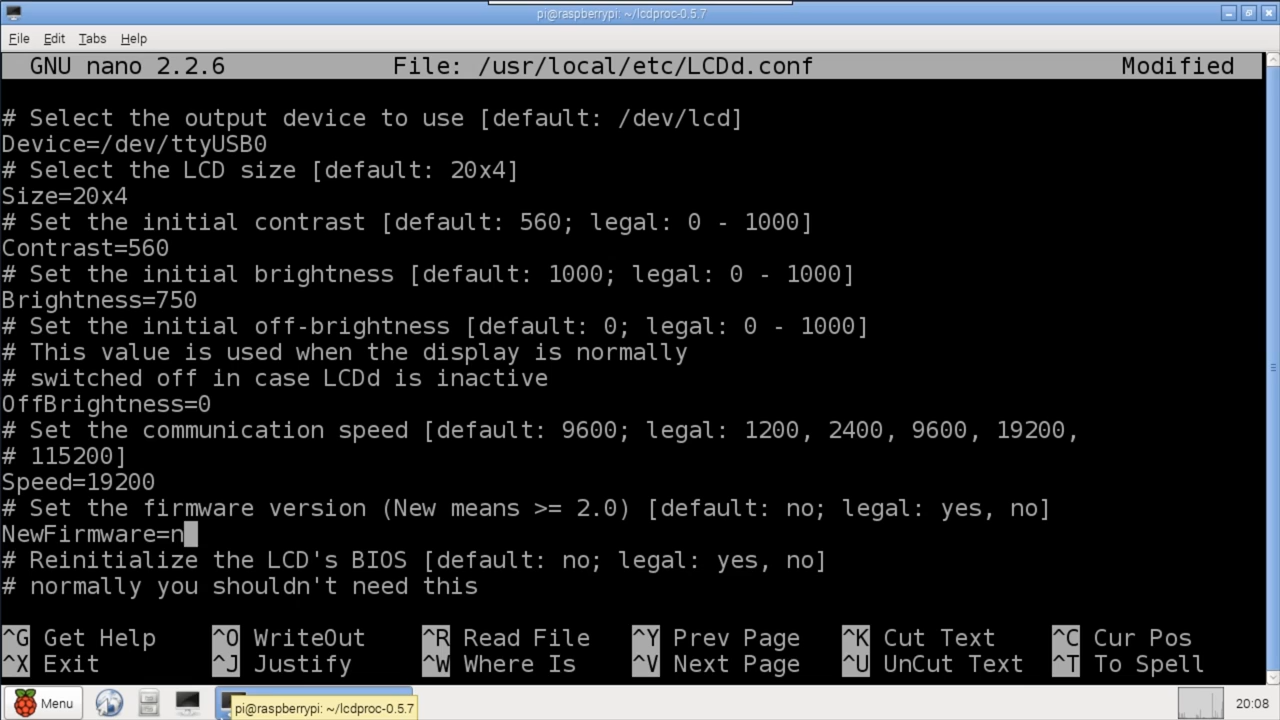 pi@raspberrypi: ~/lcdproc-0.5.7
File Edit Tabs Help
GNU nano 2.2.6 File: /usr/local/etc/LCDd.conf Modified
# Select the output device to use [default: /dev/lcd]
Device=/dev/ttyUSB0
# Select the LCD size [default: 20x4]
Size=20x4
# Set the initial contrast [default: 560; legal: 0 - 1000]
Contrast=560
# Set the initial brightness [default: 1000; legal: 0 - 1000]
Brightness=750
# Set the initial off-brightness [default: 0; legal: 0 - 1000]
# This value is used when the display is normally
# switched off in case LCDd is inactive
OffBrightness=0
# Set the communication speed [default: 9600; legal: 1200, 2400, 9600, 19200,
# 115200]
Speed=19200
# Set the firmware version (New means >= 2.0) [default: no; legal: yes, no]
NewFirmware=n
# Reinitialize the LCD's BIOS [default: no; legal: yes, no]
# normally you shouldn't need this
^G Get Help ^O WriteOut ^R Read File ^Y Prev Page ^K Cut Text ^C Cur Pos
^X Exit ^J Justify ^W Where Is ^V Next Page ^U UnCut Text ^T To Spell
Menu pi@raspberrypi: ~/lcdproc-0.5.7 20:08